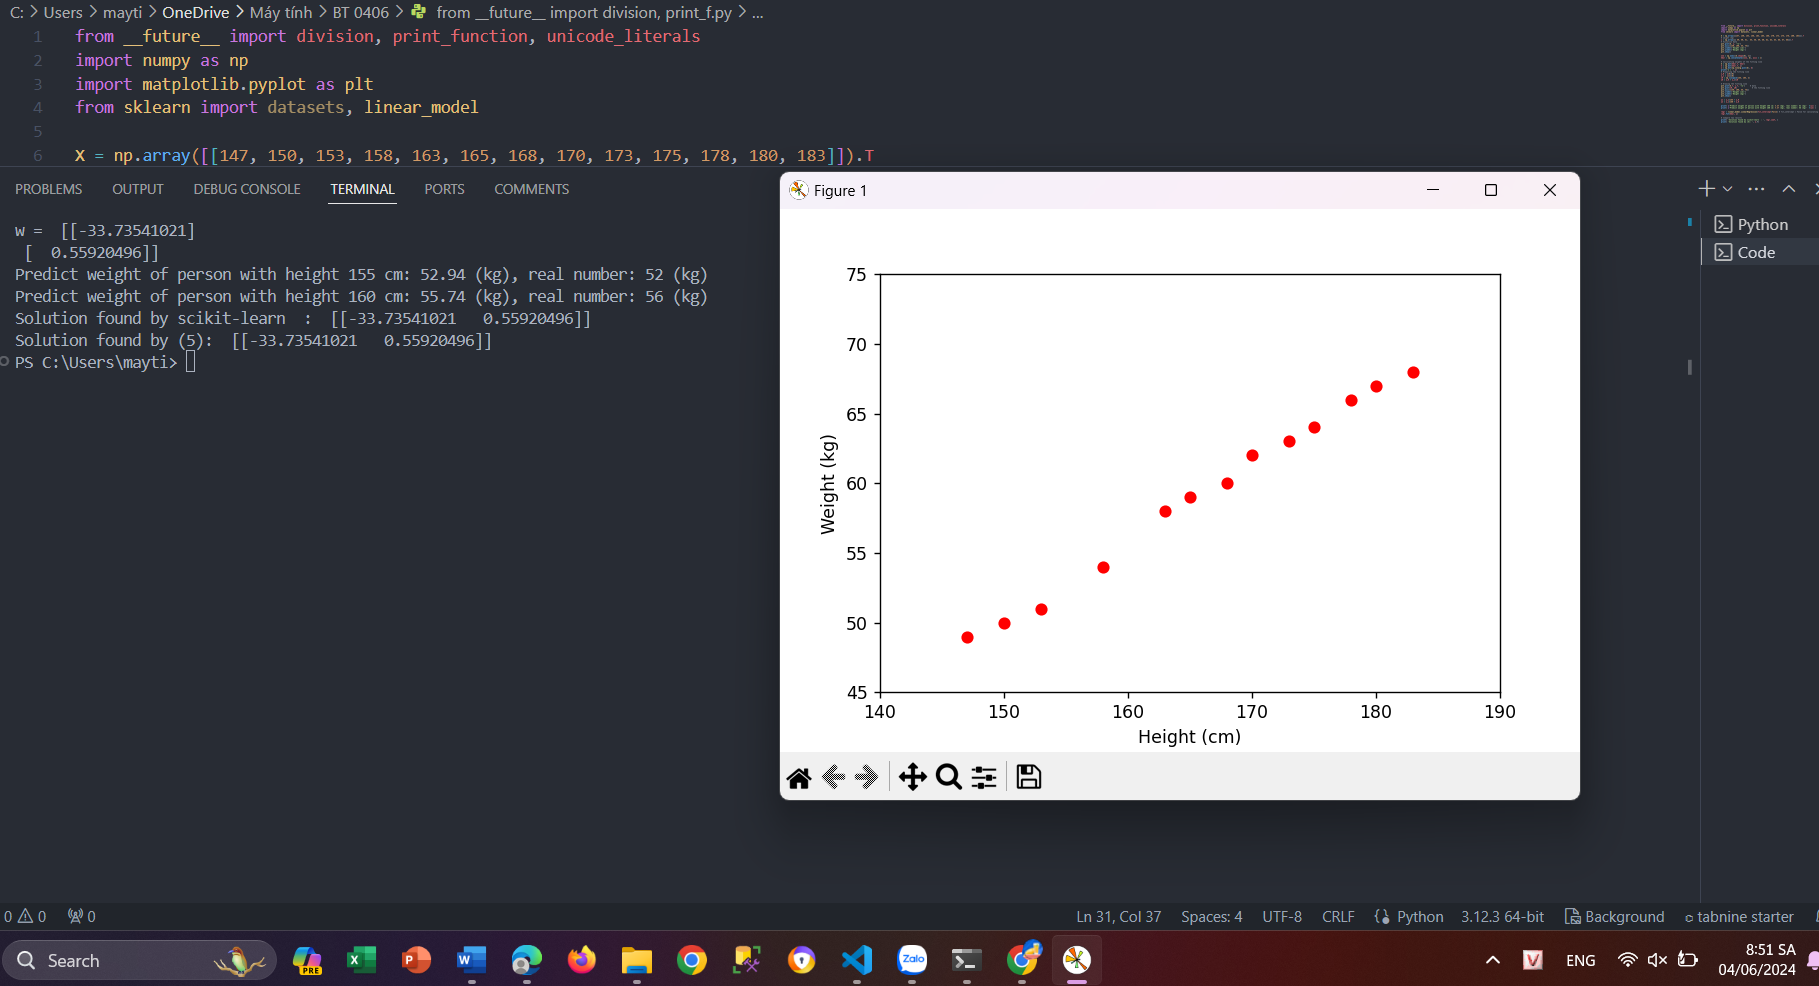 C: > Users > mayti > OneDrive > Máy tính > BT 0406 > from __future__ import division, print_f.py > ...
1 from __future__ import division, print_function, unicode_literals
2 import numpy as np
3 import matplotlib.pyplot as plt
4 from sklearn import datasets, linear_model
5
6 X = np.array([[147, 150, 153, 158, 163, 165, 168, 170, 173, 175, 178, 180, 183]]).T
PROBLEMS OUTPUT DEBUG CONSOLE TERMINAL PORTS COMMENTS
Python
Code
w =  [[-33.73541021]
 [  0.55920496]]
Predict weight of person with height 155 cm: 52.94 (kg), real number: 52 (kg)
Predict weight of person with height 160 cm: 55.74 (kg), real number: 56 (kg)
Solution found by scikit-learn  :  [[-33.73541021   0.55920496]]
Solution found by (5):  [[-33.73541021   0.55920496]]
PS C:\Users\mayti>
Figure 1
75
70
65
60
55
50
45
Weight (kg)
140 150 160 170 180 190
Height (cm)
0 0 0
Ln 31, Col 37 Spaces: 4 UTF-8 CRLF Python 3.12.3 64-bit Background tabnine starter
Search
PRE
Zalo
ENG
8:51 SA
04/06/2024